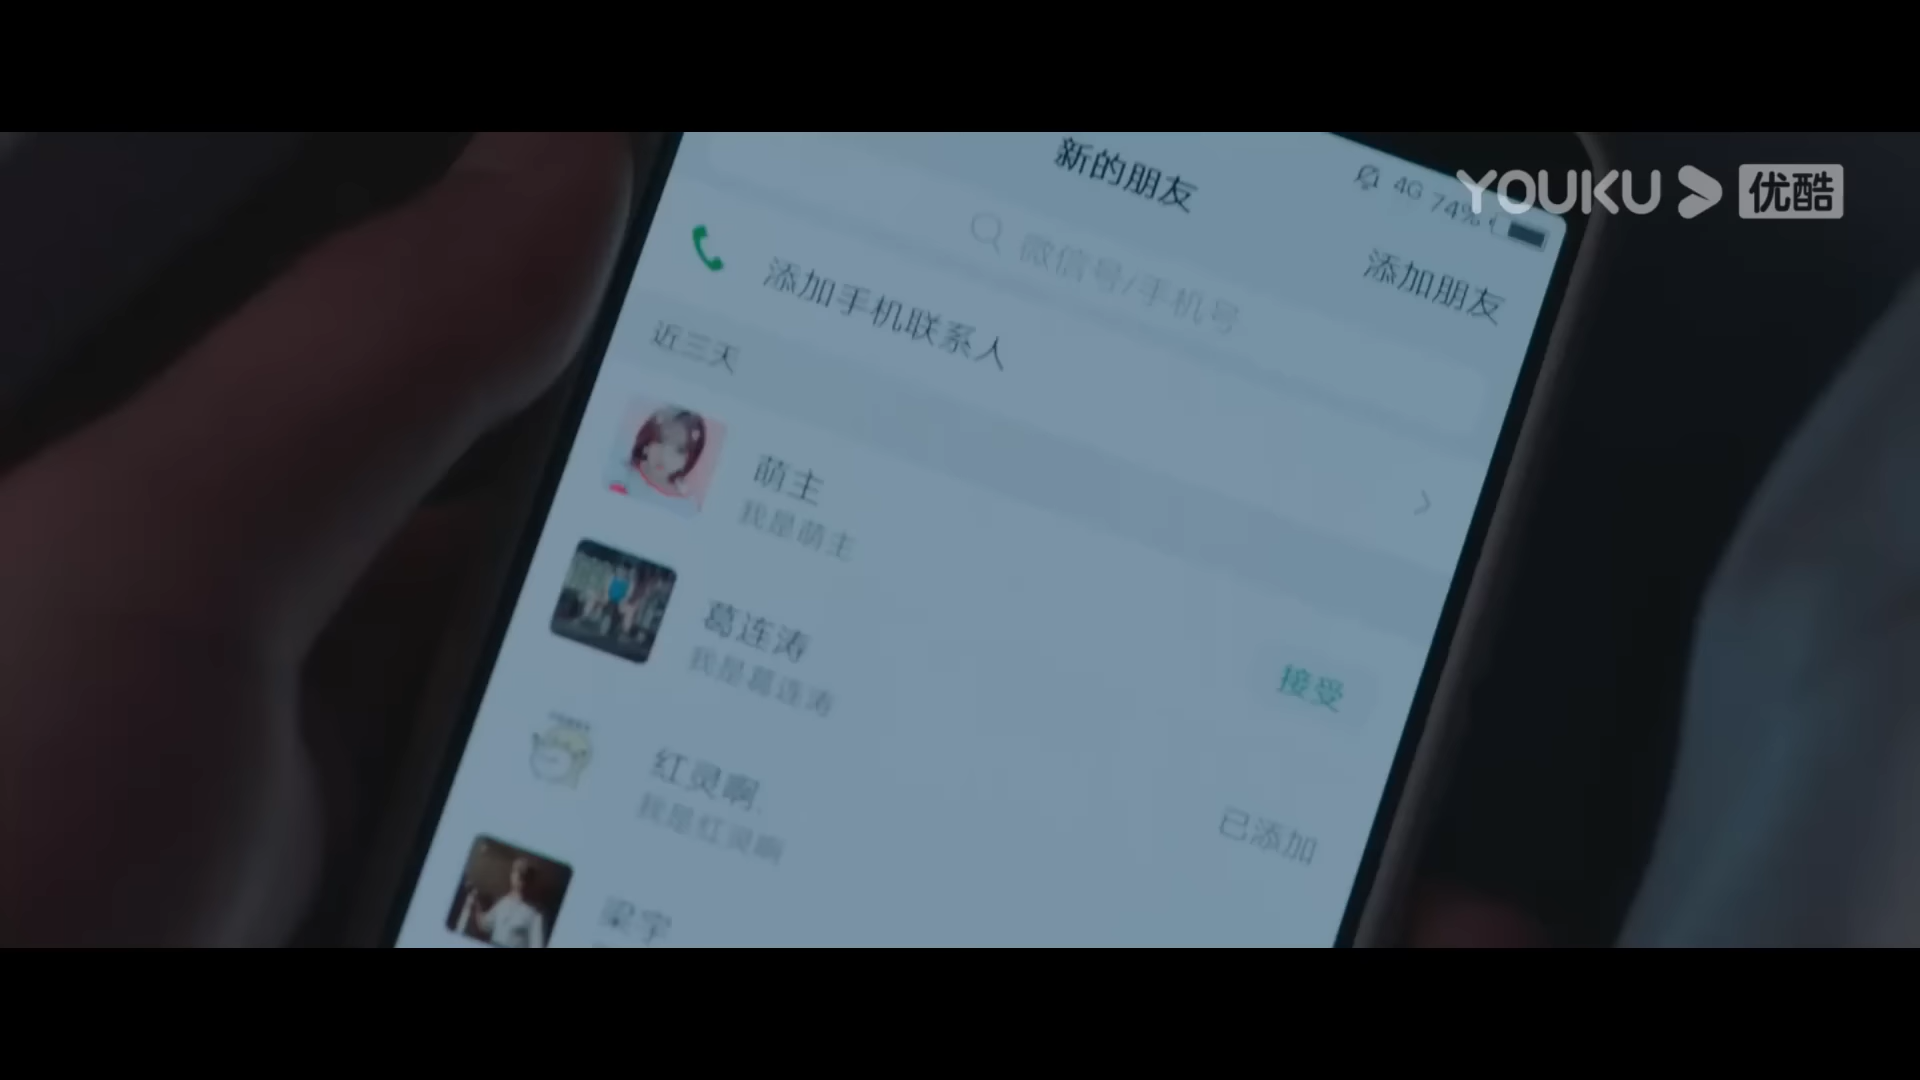 4G 74%
YOUKU 优酷
新的朋友
添加朋友
微信号/手机号
添加手机联系人
近三天
萌主
我是萌主
接受
葛连涛
我是葛连涛
已添加
红灵啊
我是红灵啊
梁宇